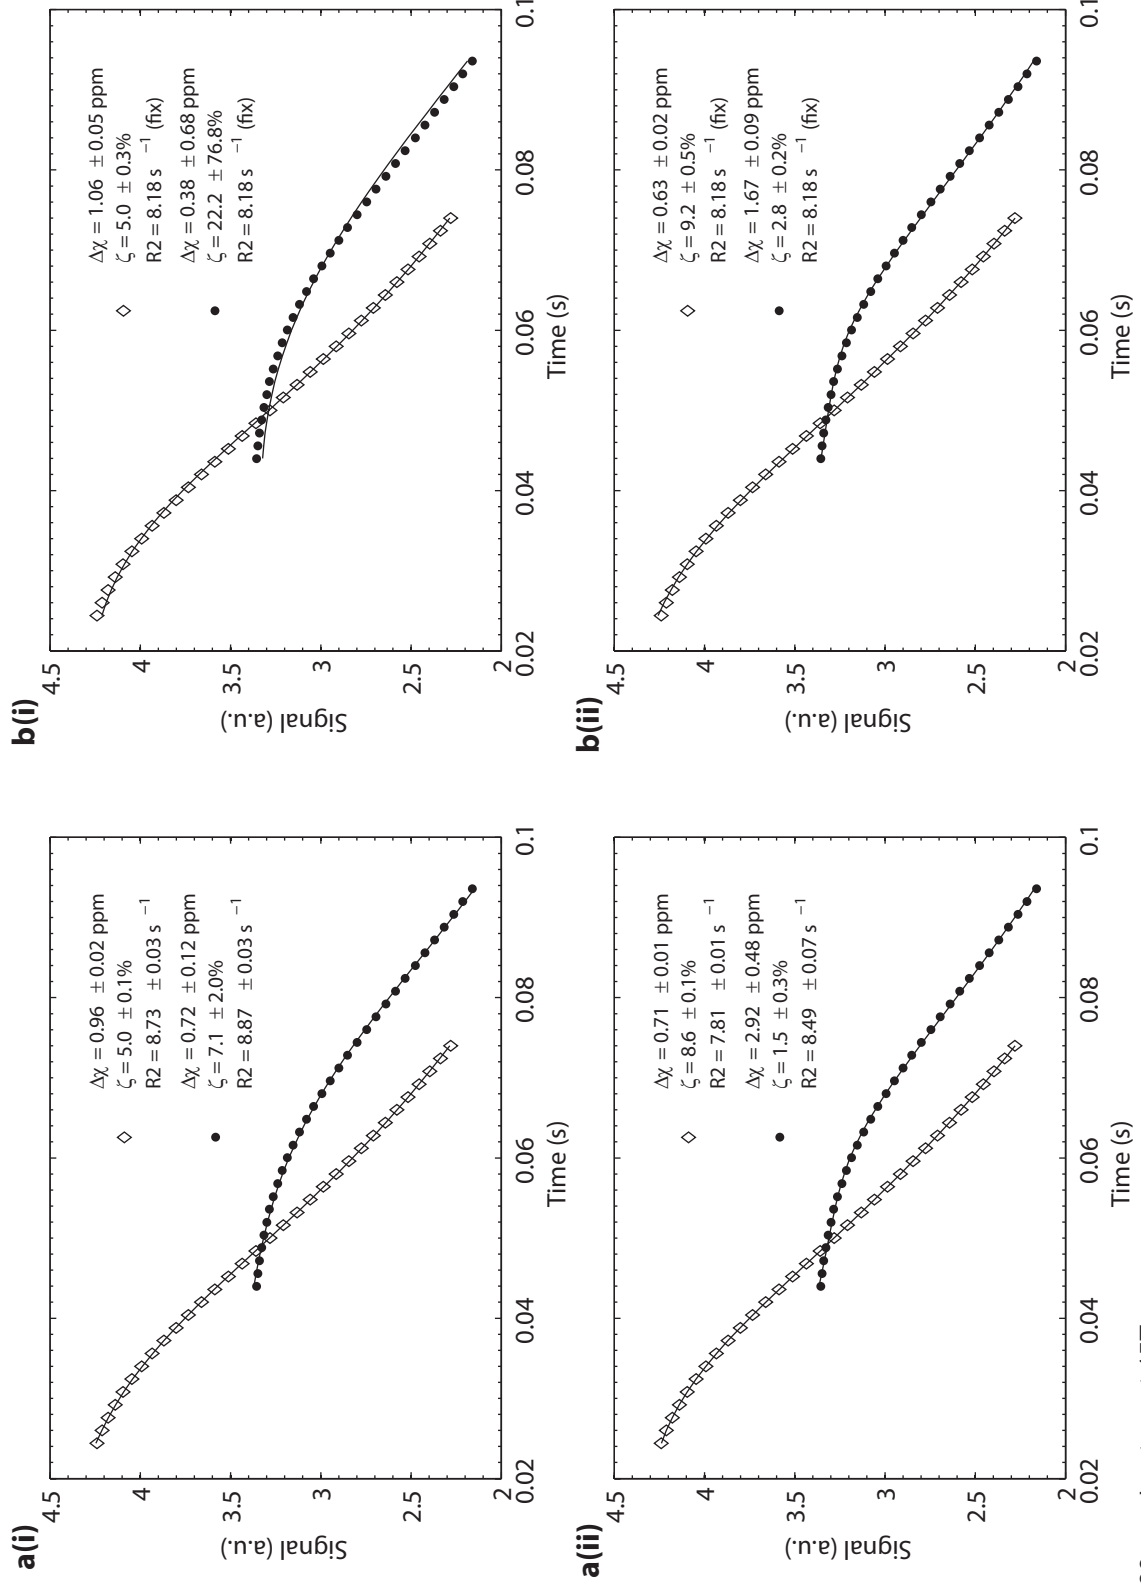 a(i)
4.5
4
3.5
3
2.5
2
Signal (a.u.)
0.02
0.04
0.06
0.08
0.1
Time (s)
Δχ = 0.96 ± 0.02 ppm
ζ = 5.0 ± 0.1%
R2 = 8.73 ± 0.03 s −1
Δχ = 0.72 ± 0.12 ppm
ζ = 7.1 ± 2.0%
R2 = 8.87 ± 0.03 s −1
b(i)
4.5
4
3.5
3
2.5
2
Signal (a.u.)
0.02
0.04
0.06
0.08
0.1
Time (s)
Δχ = 1.06 ± 0.05 ppm
ζ = 5.0 ± 0.3%
R2 = 8.18 s −1 (fix)
Δχ = 0.38 ± 0.68 ppm
ζ = 22.2 ± 76.8%
R2 = 8.18 s −1 (fix)
a(ii)
4.5
4
3.5
3
2.5
2
Signal (a.u.)
0.02
0.04
0.06
0.08
0.1
Time (s)
Δχ = 0.71 ± 0.01 ppm
ζ = 8.6 ± 0.1%
R2 = 7.81 ± 0.01 s −1
Δχ = 2.92 ± 0.48 ppm
ζ = 1.5 ± 0.3%
R2 = 8.49 ± 0.07 s −1
b(ii)
4.5
4
3.5
3
2.5
2
Signal (a.u.)
0.02
0.04
0.06
0.08
0.1
Time (s)
Δχ = 0.63 ± 0.02 ppm
ζ = 9.2 ± 0.5%
R2 = 8.18 s −1 (fix)
Δχ = 1.67 ± 0.09 ppm
ζ = 2.8 ± 0.2%
R2 = 8.18 s −1 (fix)